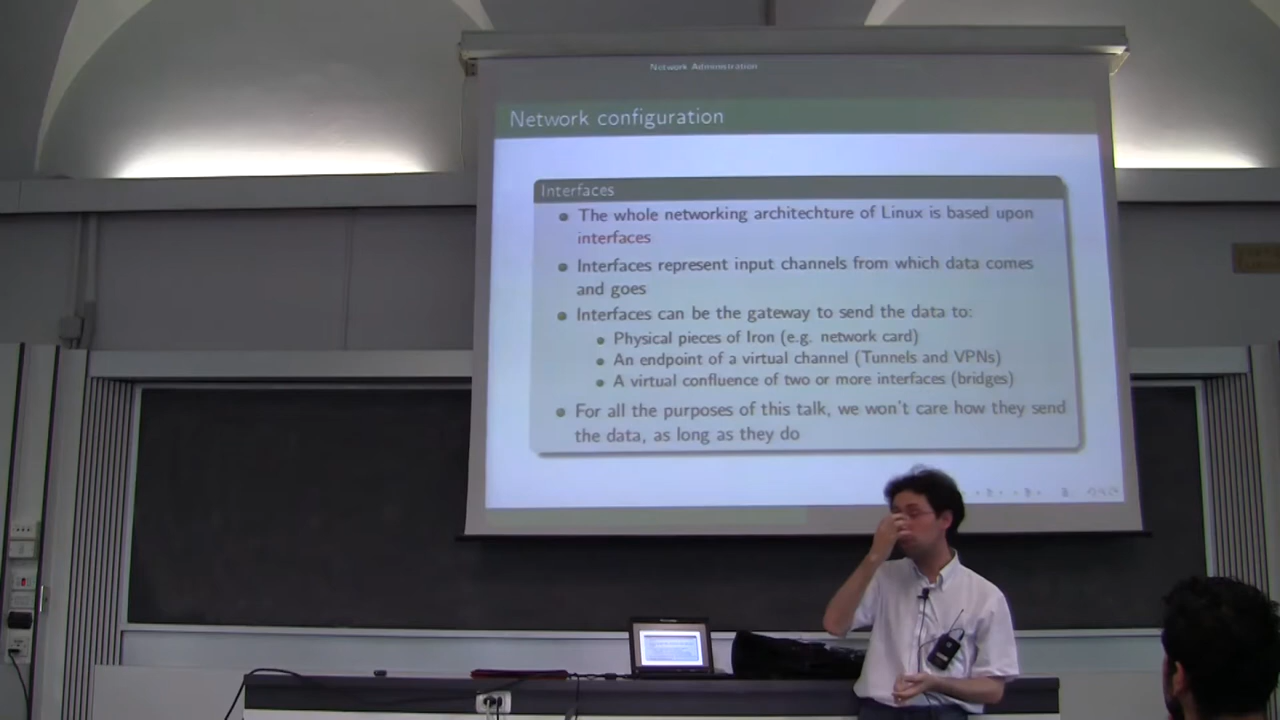 Network Administration
Network configuration
Interfaces
The whole networking architechture of Linux is based upon
interfaces
Interfaces represent input channels from which data comes
and goes
Interfaces can be the gateway to send the data to:
Physical pieces of Iron (e.g. network card)
An endpoint of a virtual channel (Tunnels and VPNs)
A virtual confluence of two or more interfaces (bridges)
For all the purposes of this talk, we won't care how they send
the data, as long as they do